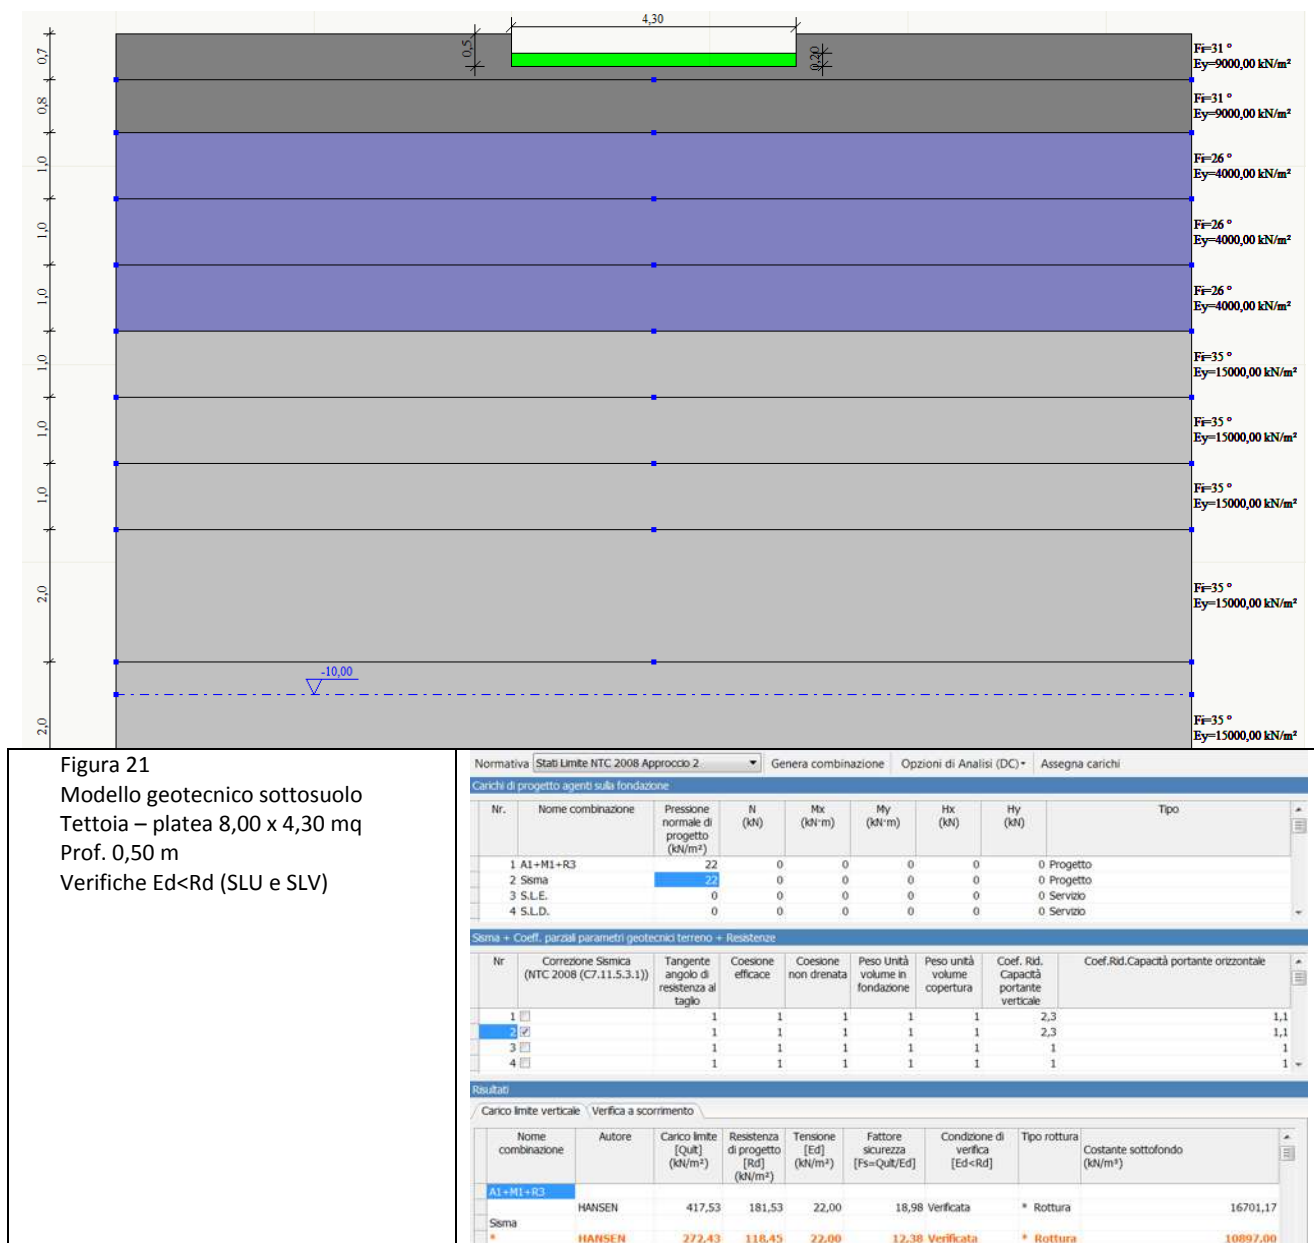 4,30
0,5
0,20
0,7
Fi=31 °
Ey=9000,00 kN/m²
0,8
Fi=31 °
Ey=9000,00 kN/m²
1,0
Fi=26 °
Ey=4000,00 kN/m²
1,0
Fi=26 °
Ey=4000,00 kN/m²
1,0
Fi=26 °
Ey=4000,00 kN/m²
1,0
Fi=35 °
Ey=15000,00 kN/m²
1,0
Fi=35 °
Ey=15000,00 kN/m²
1,0
Fi=35 °
Ey=15000,00 kN/m²
2,0
Fi=35 °
Ey=15000,00 kN/m²
-10,00
2,0
Fi=35 °
Ey=15000,00 kN/m²
Figura 21
Modello geotecnico sottosuolo
Tettoia – platea 8,00 x 4,30 mq
Prof. 0,50 m
Verifiche Ed<Rd (SLU e SLV)
Normativa Stati Limite NTC 2008 Approccio 2 Genera combinazione Opzioni di Analisi (DC) Assegna carichi
Carichi di progetto agenti sulla fondazione
Nr. Nome combinazione Pressione normale di progetto (kN/m²) N (kN) Mx (kN·m) My (kN·m) Hx (kN) Hy (kN) Tipo
1 A1+M1+R3 22 0 0 0 0 0 Progetto
2 Sisma 22 0 0 0 0 0 Progetto
3 S.L.E. 0 0 0 0 0 0 Servizio
4 S.L.D. 0 0 0 0 0 0 Servizio
Sisma + Coeff. parziali parametri geotecnici terreno + Resistenze
Nr Correzione Sismica (NTC 2008 (C7.11.5.3.1)) Tangente angolo di resistenza al taglio Coesione efficace Coesione non drenata Peso Unità volume in fondazione Peso unità volume copertura Coef. Rid. Capacità portante verticale Coef.Rid.Capacità portante orizzontale
1 1 1 1 1 1 2,3 1,1
2 1 1 1 1 1 2,3 1,1
3 1 1 1 1 1 1 1
4 1 1 1 1 1 1 1
Risultati
Carico limite verticale Verifica a scorrimento
Nome combinazione Autore Carico limite [Qult] (kN/m²) Resistenza di progetto [Rd] (kN/m²) Tensione [Ed] (kN/m²) Fattore sicurezza [Fs=Qult/Ed] Condizione di verifica [Ed<Rd] Tipo rottura Costante sottofondo (kN/m³)
A1+M1+R3
HANSEN 417,53 181,53 22,00 18,98 Verificata * Rottura 16701,17
Sisma
* HANSEN 272,43 118,45 22,00 12,38 Verificata * Rottura 10897,00